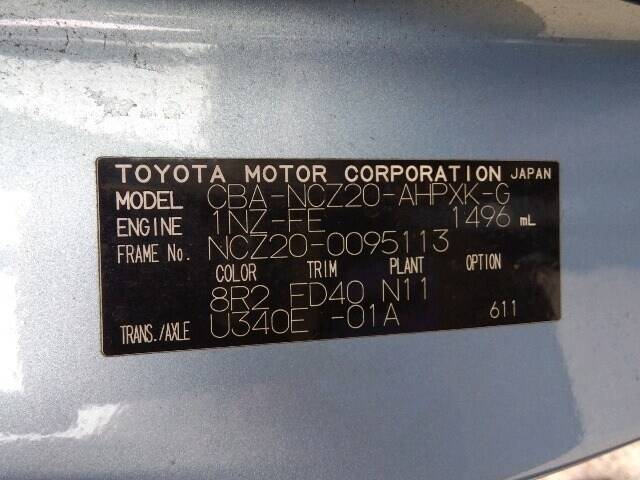 TOYOTA MOTOR CORPORATION JAPAN
MODEL CBA-NCZ20-AHPXK-G
ENGINE 1NZ-FE 1496 mL
FRAME No. NCZ20-0095113
COLOR TRIM PLANT OPTION
8R2 FD40 N11
TRANS./AXLE U340E -01A 611